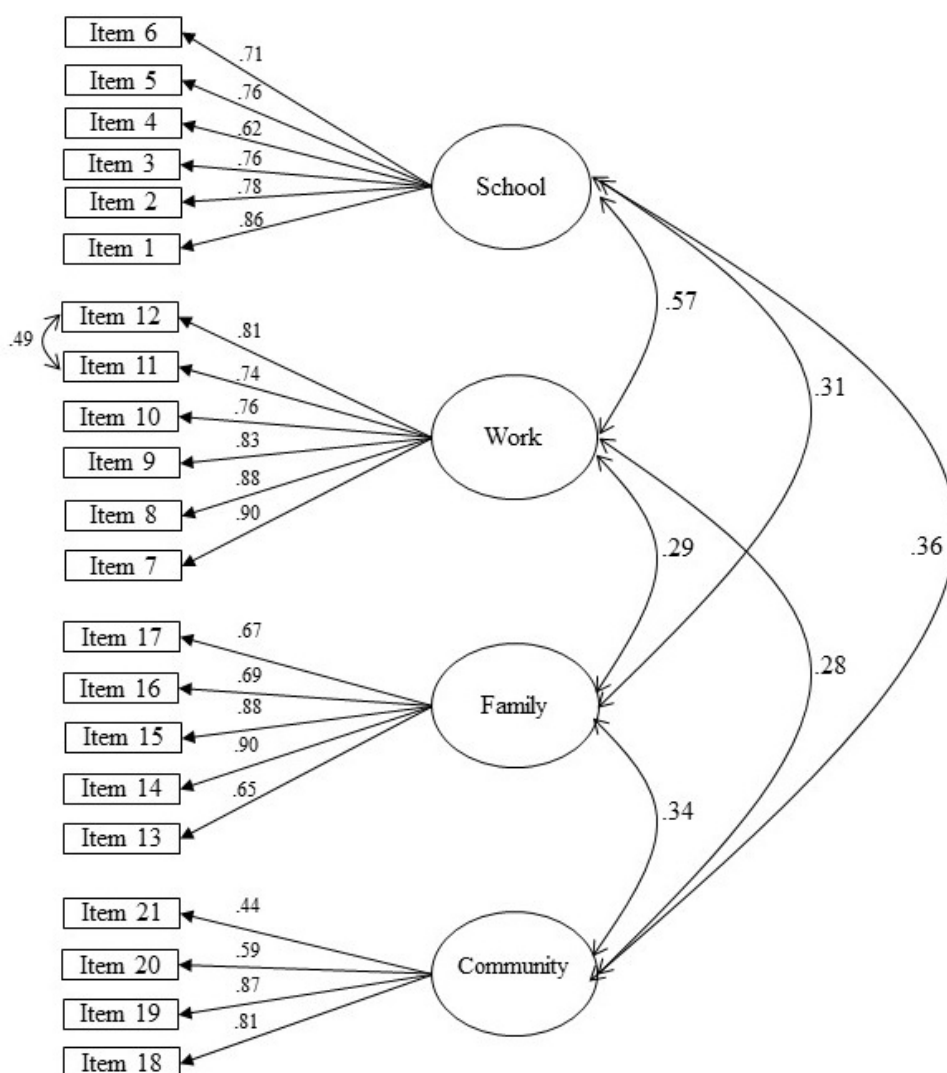 Item 6
.71
Item 5
.76
Item 4
.62
Item 3
.76
Item 2
.78
Item 1
.86
School
.57
Item 12
.81
.49
Item 11
.74
Item 10
.76
Item 9
.83
Item 8
.88
Item 7
.90
Work
.31
.29
.36
Item 17
.67
Item 16
.69
Item 15
.88
Item 14
.90
Item 13
.65
Family
.28
.34
Item 21
.44
Item 20
.59
Item 19
.87
Item 18
.81
Community